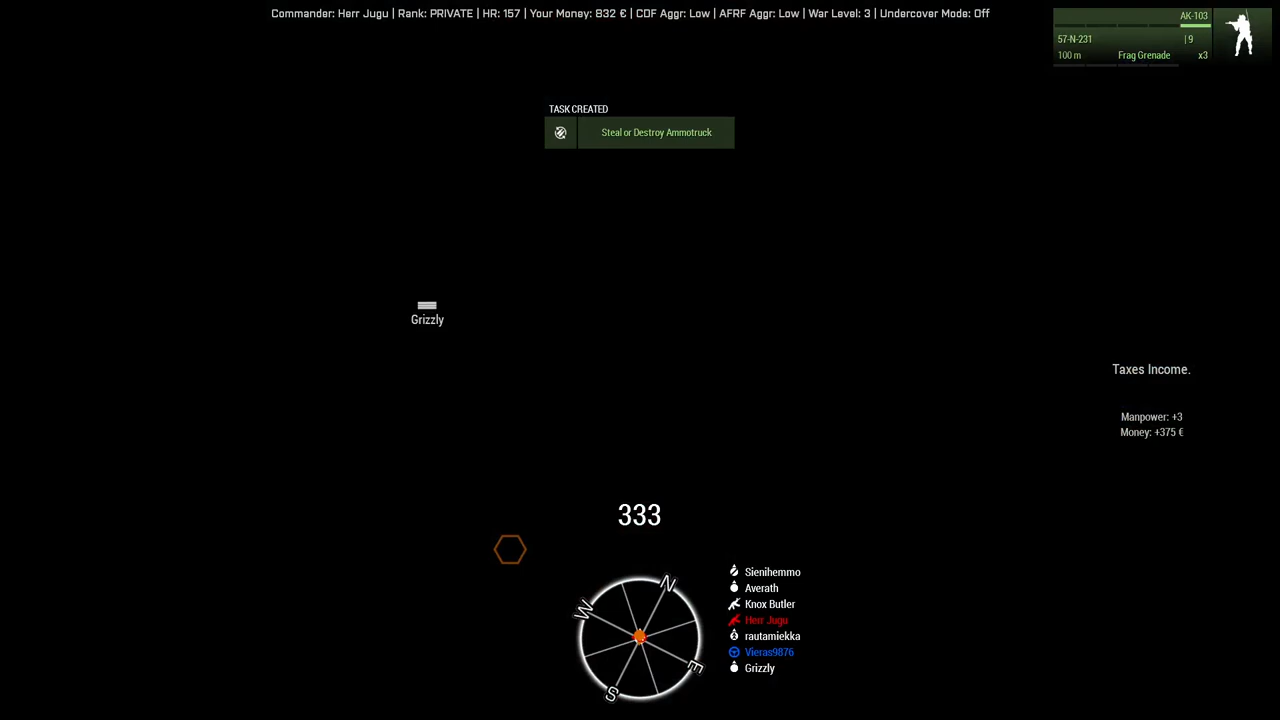 Commander: Herr Jugu | Rank: PRIVATE | HR: 157 | Your Money: 832 € | CDF Aggr: Low | AFRF Aggr: Low | War Level: 3 | Undercover Mode: Off
AK-103
57-N-231 | 9
100 m Frag Grenade x3
TASK CREATED
Steal or Destroy Ammotruck
Grizzly
Taxes Income.
Manpower: +3
Money: +375 €
333
N
W
E
S
Sienihemmo
Averath
Knox Butler
Herr Jugu
rautamiekka
Vieras9876
Grizzly